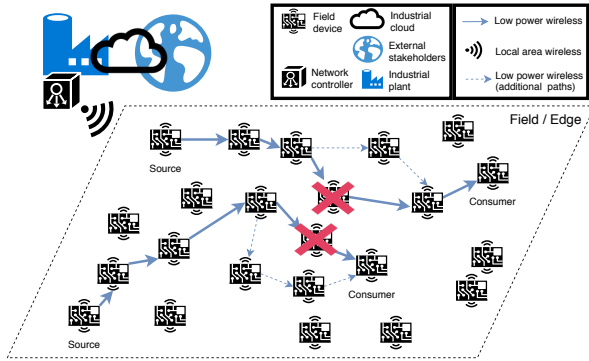 Field
device
Industrial
cloud
External
stakeholders
Network
controller
Industrial
plant
Low power wireless
Local area wireless
Low power wireless
(additional paths)
Field / Edge
Source
Consumer
Consumer
Source